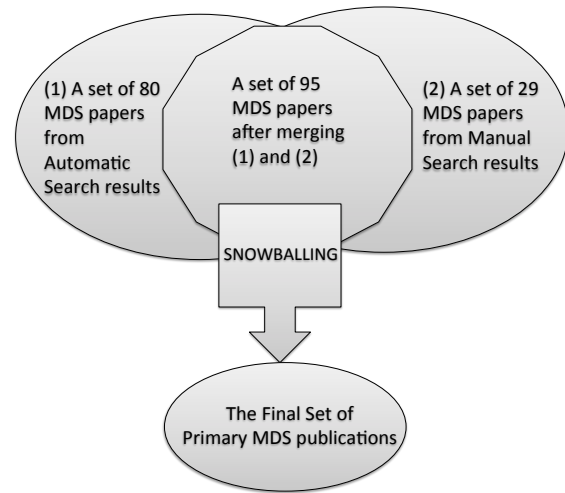 (1) A set of 80
MDS papers
from
Automatic
Search results
A set of 95
MDS papers
after merging
(1) and (2)
(2) A set of 29
MDS papers
from Manual
Search results
SNOWBALLING
The Final Set of
Primary MDS publications